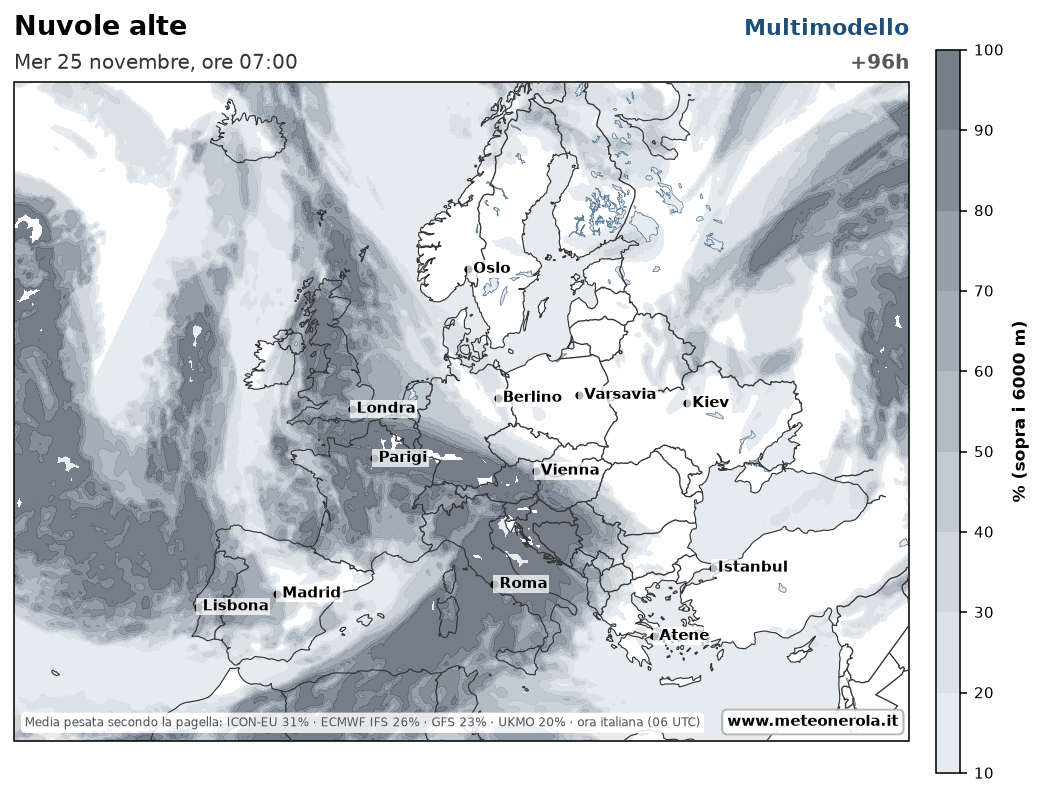 Nuvole alte
Multimodello
Mer 25 novembre, ore 07:00
+96h
Oslo
Londra
Berlino
Varsavia
Kiev
Parigi
Vienna
Istanbul
Roma
Madrid
Lisbona
Atene
Media pesata secondo la pagella: ICON-EU 31% · ECMWF IFS 26% · GFS 23% · UKMO 20% · ora italiana (06 UTC)
www.meteonerola.it
100
90
80
70
60
50
40
30
20
10
% (sopra i 6000 m)